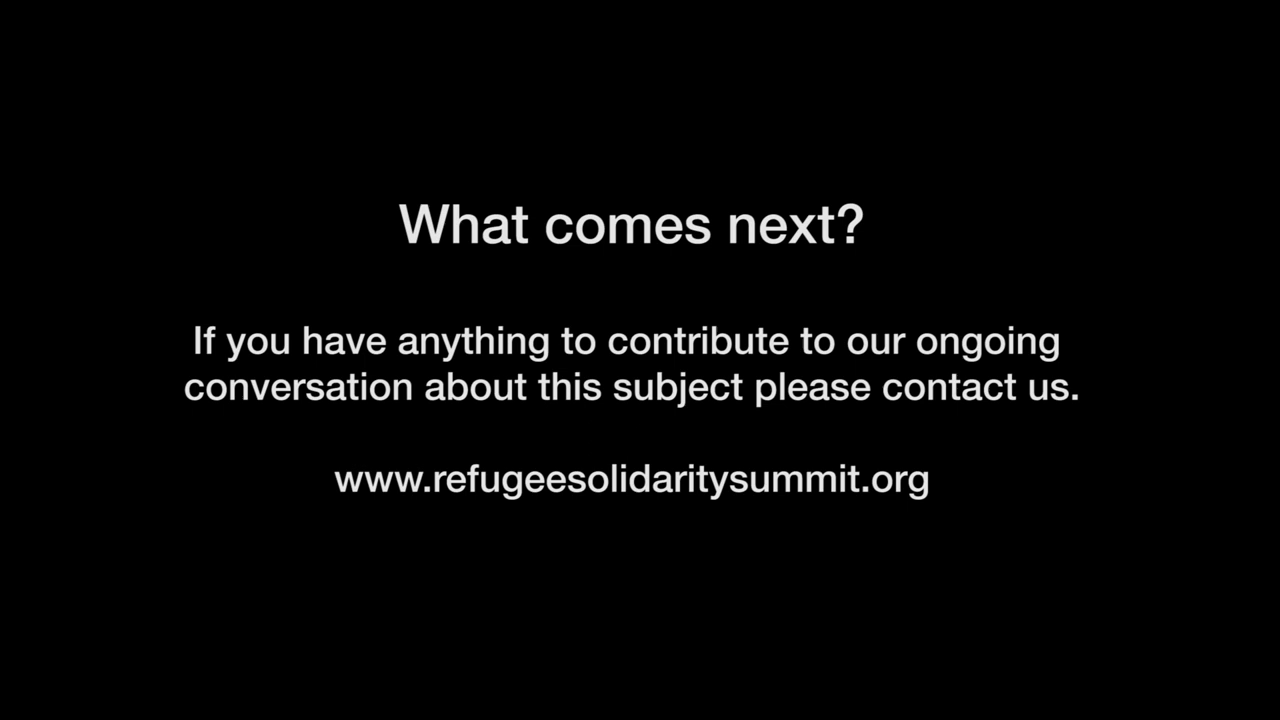 What comes next?
If you have anything to contribute to our ongoing
conversation about this subject please contact us.
www.refugeesolidaritysummit.org